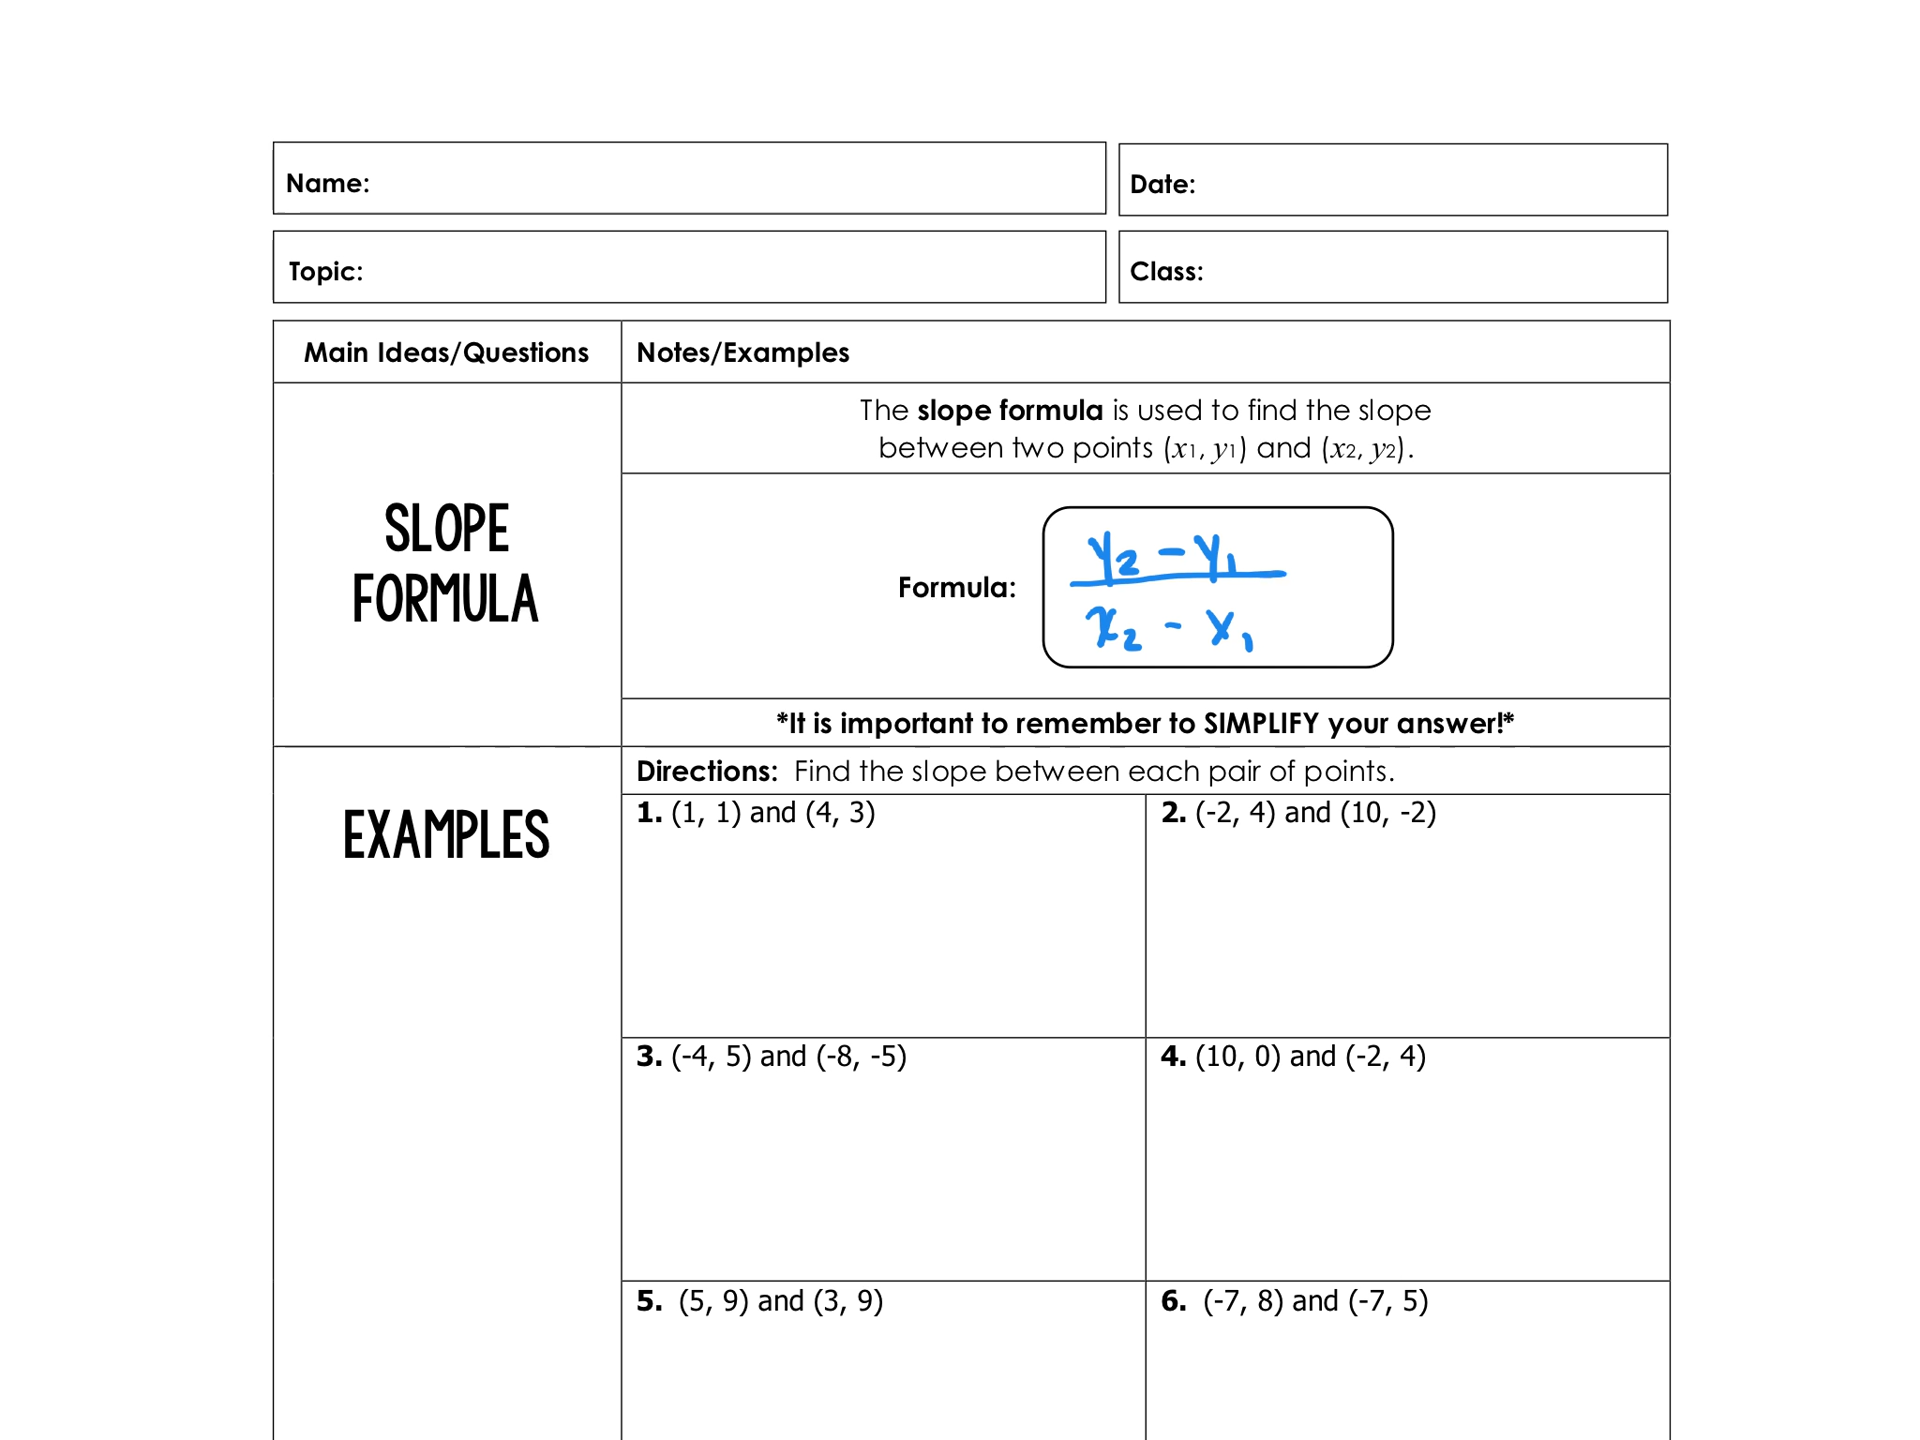 Name:
Date:
Topic:
Class:
Main Ideas/Questions
Notes/Examples
SLOPE
FORMULA
The slope formula is used to find the slope
between two points (x1, y1) and (x2, y2).
Formula:
y2 - y1
x2 - x1
*It is important to remember to SIMPLIFY your answer!*
EXAMPLES
Directions: Find the slope between each pair of points.
1. (1, 1) and (4, 3)
2. (-2, 4) and (10, -2)
3. (-4, 5) and (-8, -5)
4. (10, 0) and (-2, 4)
5. (5, 9) and (3, 9)
6. (-7, 8) and (-7, 5)